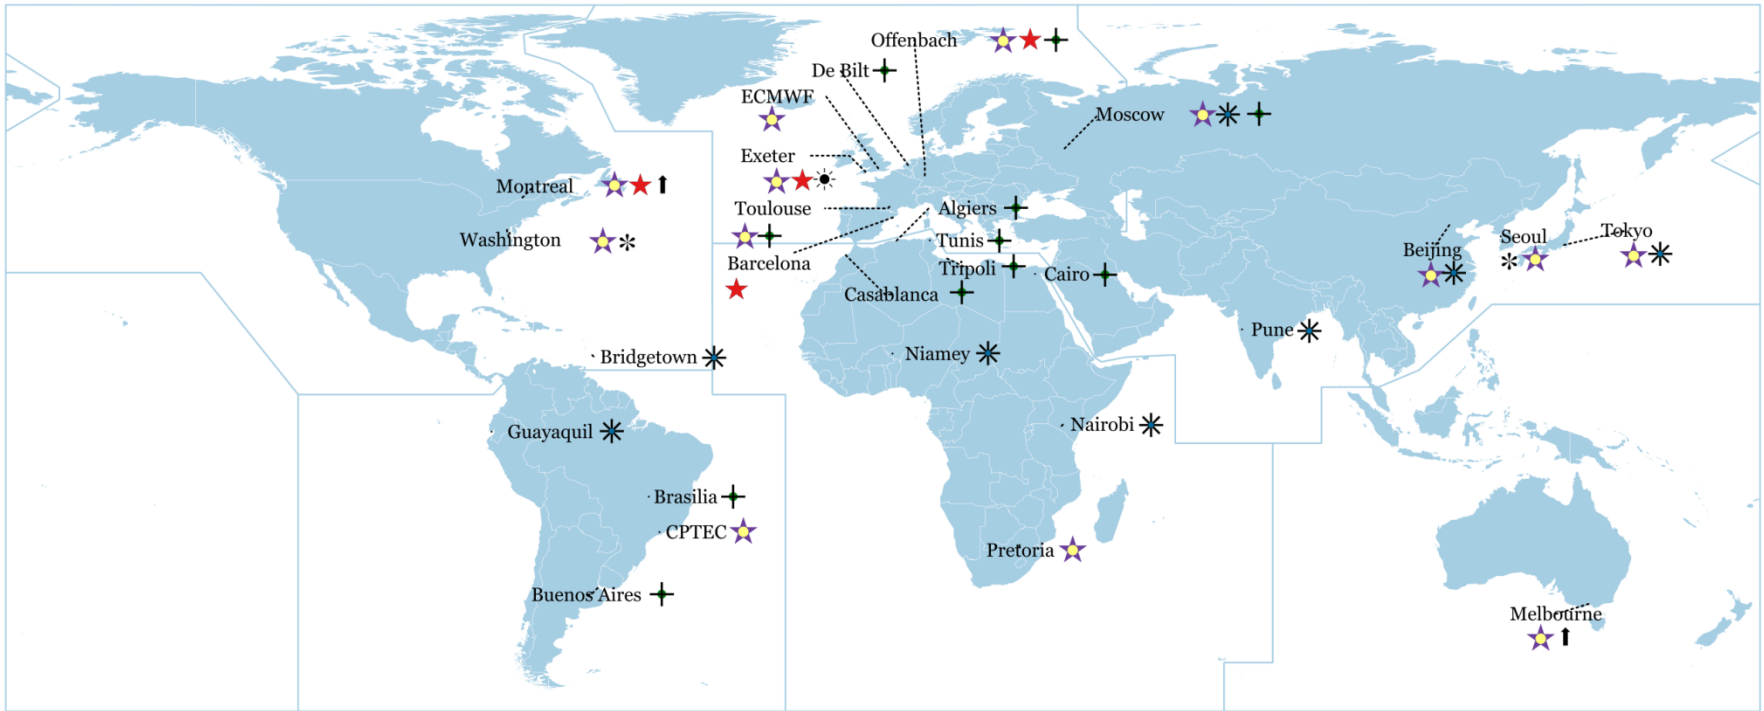 Offenbach
De Bilt
ECMWF
Moscow
Exeter
Montreal
Toulouse
Algiers
Washington
Tunis
Tokyo
Seoul
Beijing
Barcelona
Tripoli
Cairo
Casablanca
Pune
Bridgetown
Niamey
Guayaquil
Nairobi
Brasilia
CPTEC
Pretoria
Buenos Aires
Melbourne